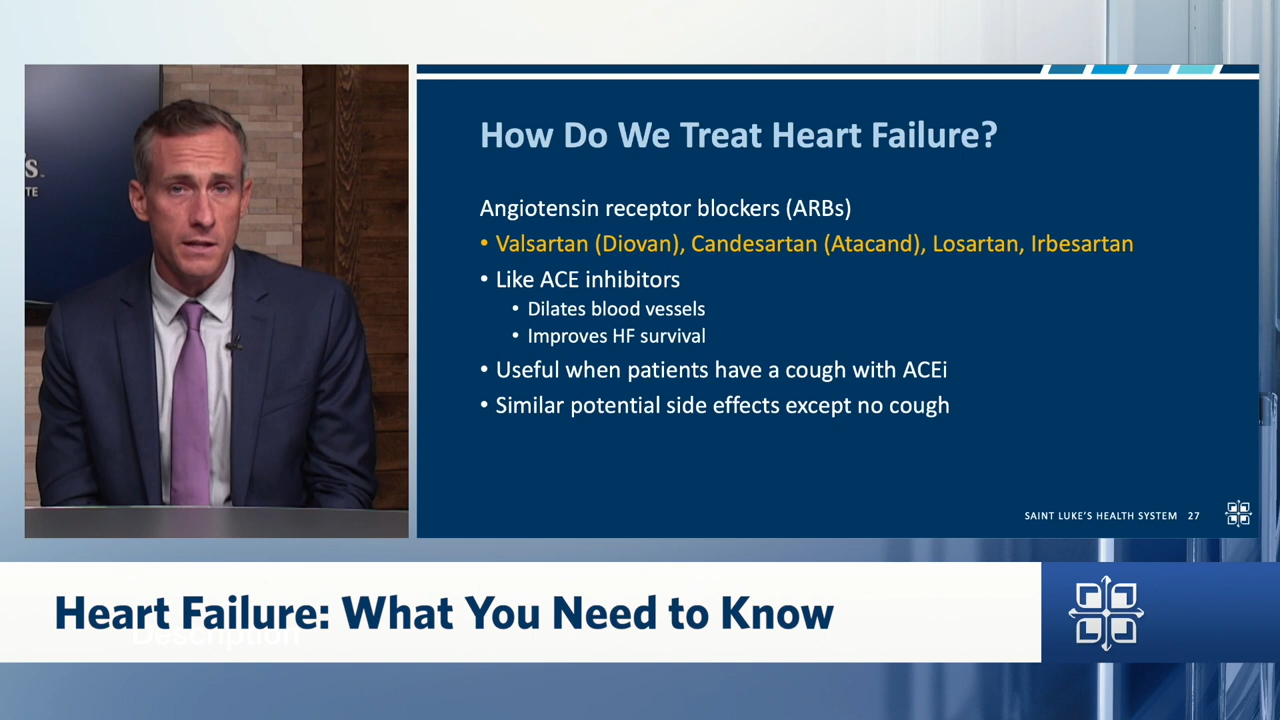 s
TE
How Do We Treat Heart Failure?
Angiotensin receptor blockers (ARBs)
• Valsartan (Diovan), Candesartan (Atacand), Losartan, Irbesartan
• Like ACE inhibitors
• Dilates blood vessels
• Improves HF survival
• Useful when patients have a cough with ACEi
• Similar potential side effects except no cough
SAINT LUKE'S HEALTH SYSTEM 27
Heart Failure: What You Need to Know
Description